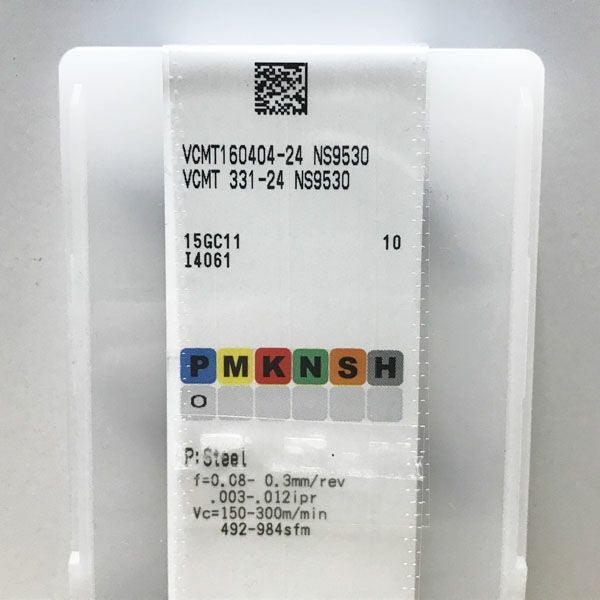 VCMT160404-24 NS9530
VCMT 331-24 NS9530
15GC11 10
I4061
P M K N S H
O
P:Steel
f=0.08- 0.3mm/rev
.003-.012ipr
Vc=150-300m/min
492-984sfm